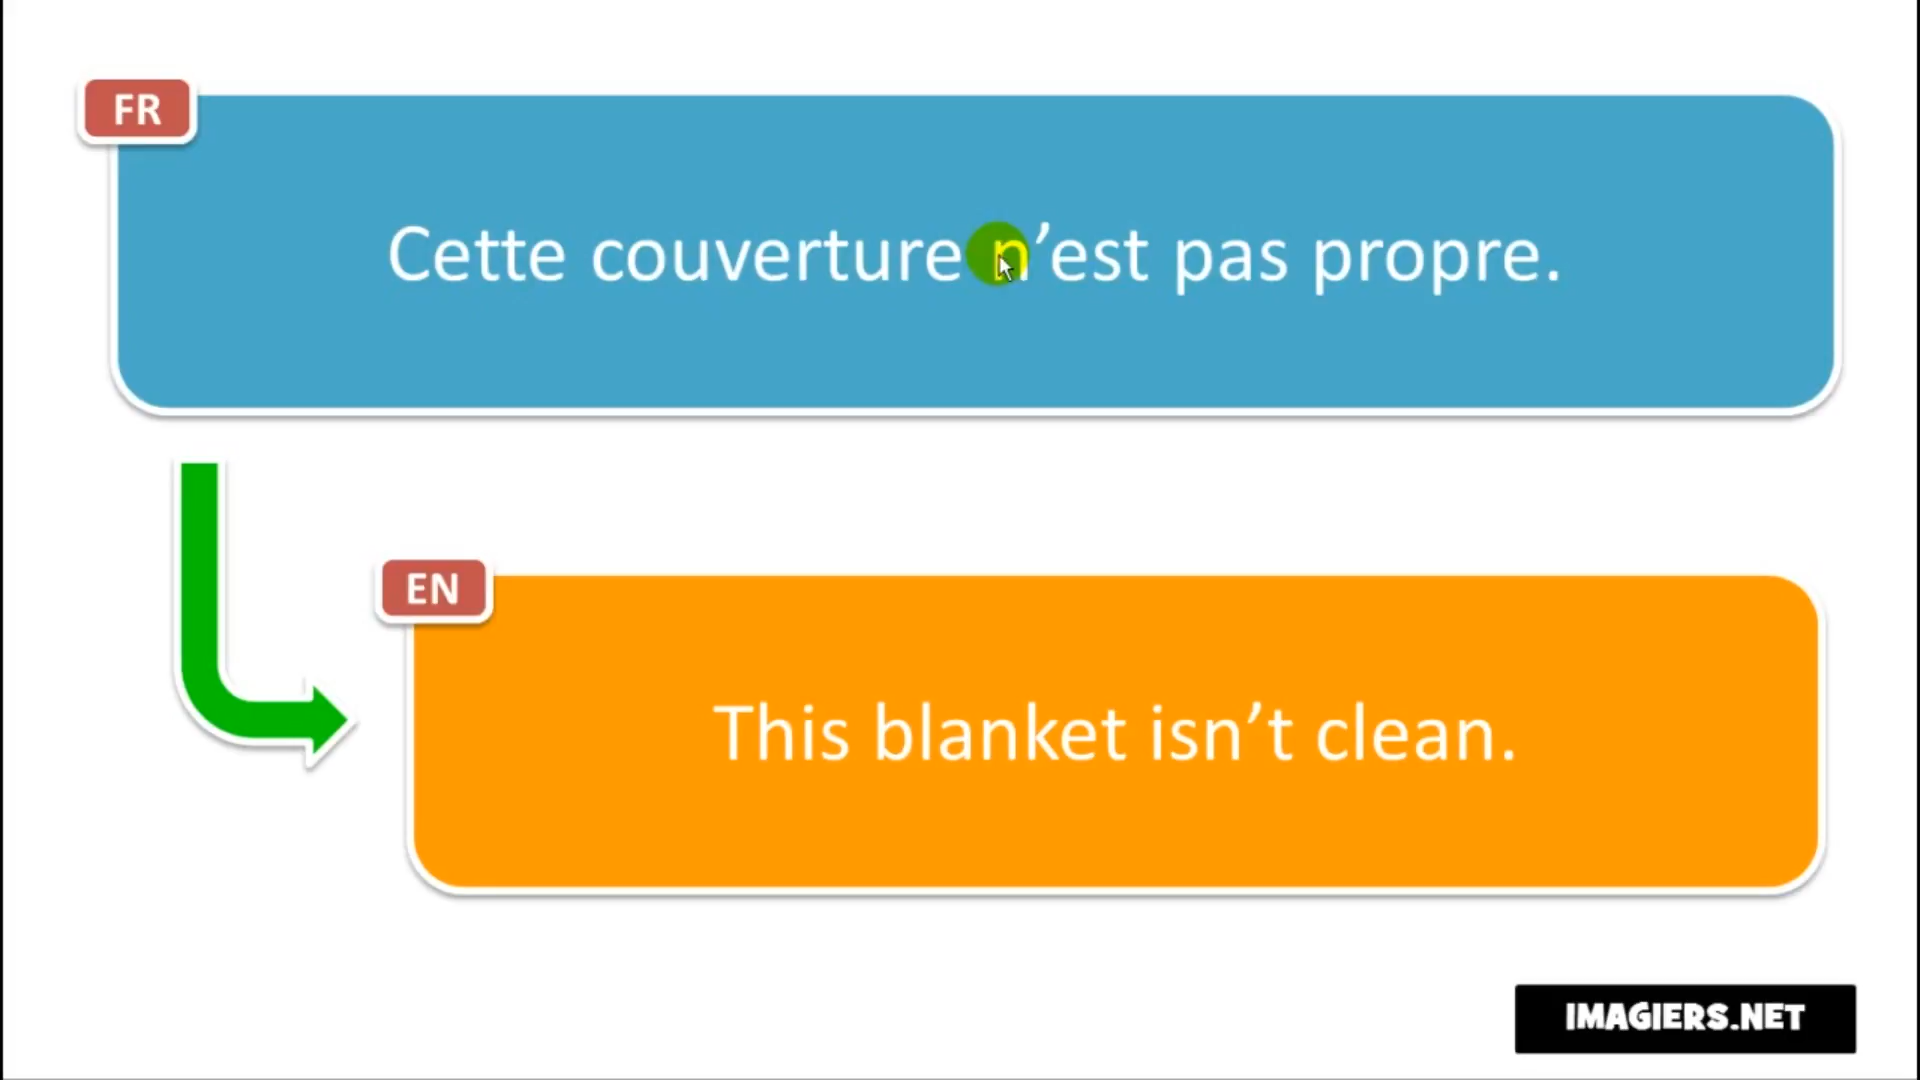 FR
Cette couverture n’est pas propre.
EN
This blanket isn’t clean.
IMAGIERS.NET